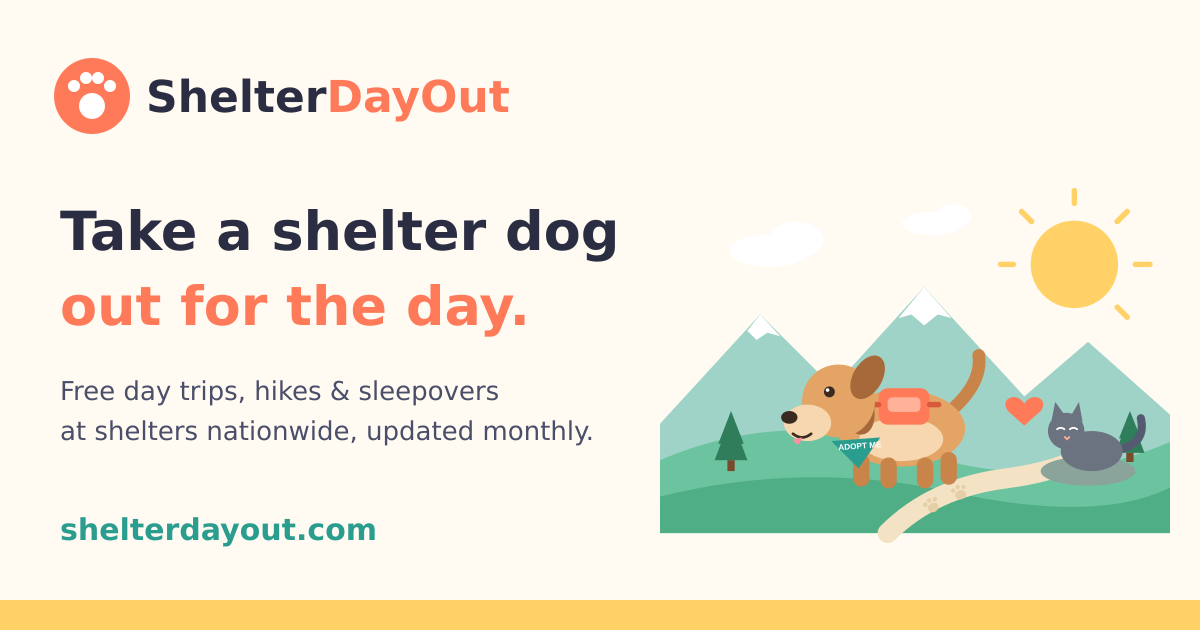 ShelterDayOut
Take a shelter dog
out for the day.
Free day trips, hikes & sleepovers
at shelters nationwide, updated monthly.
ADOPT ME
shelterdayout.com